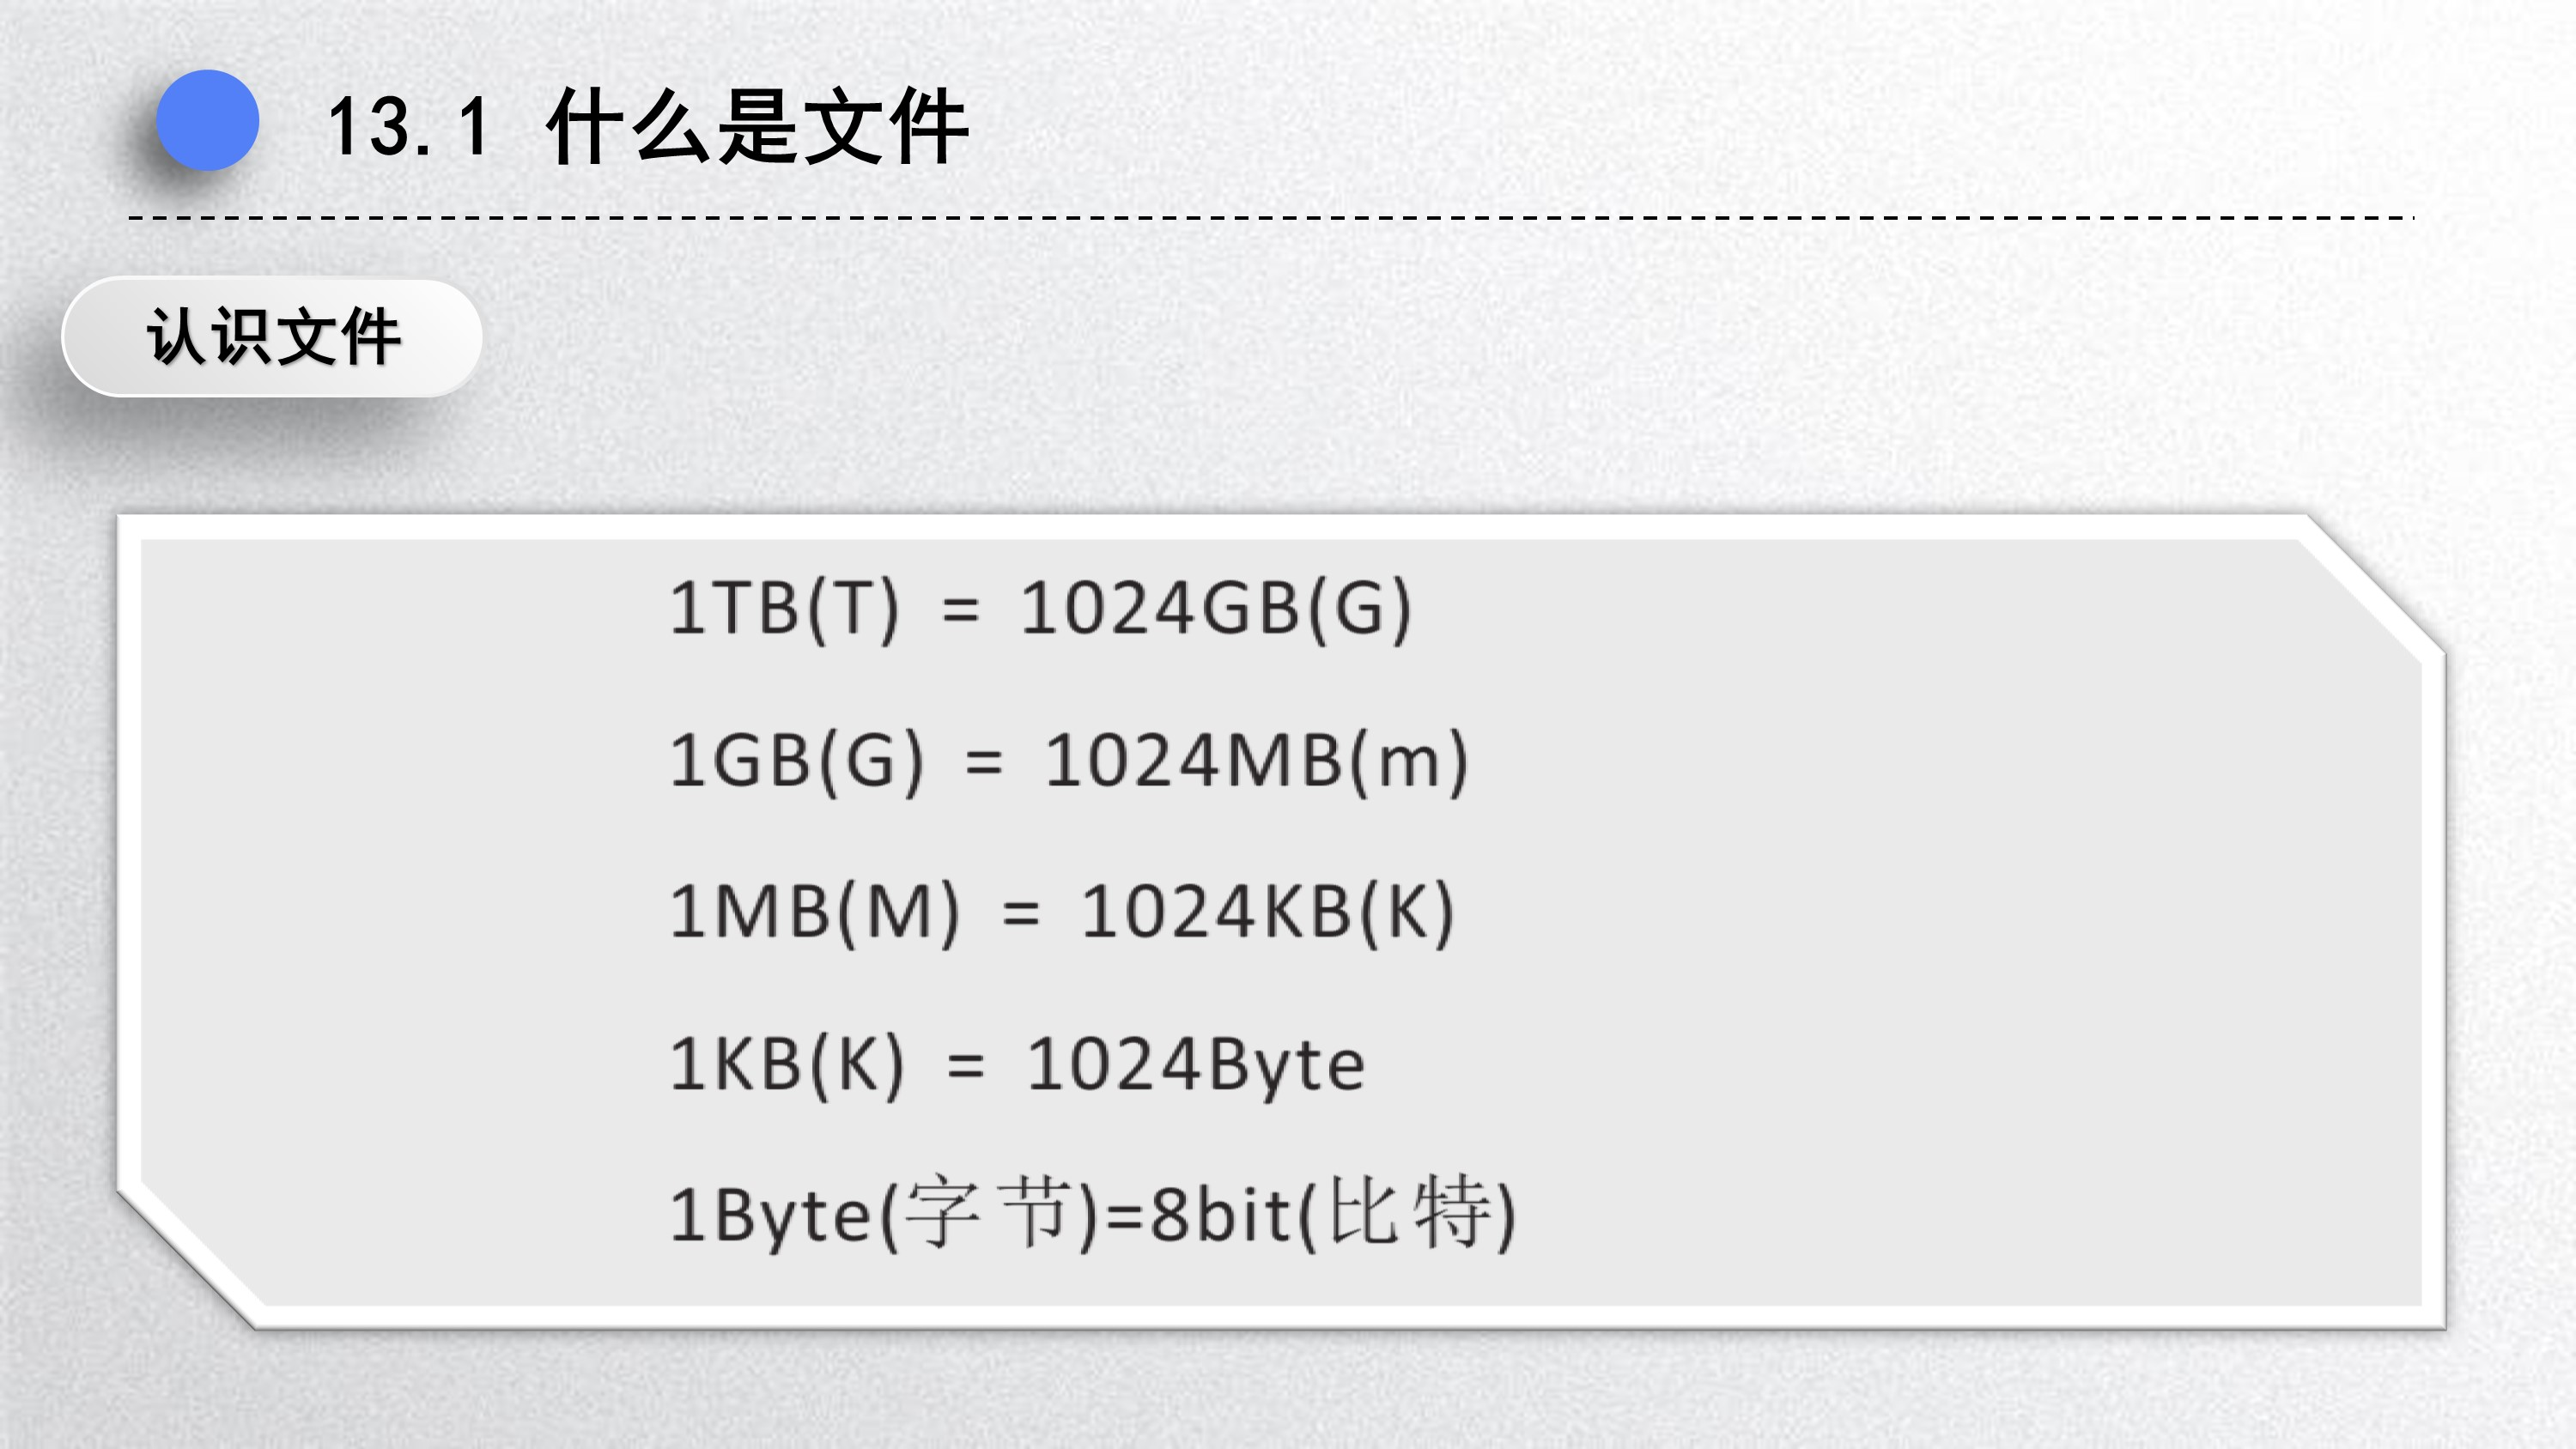 13.1 什么是文件
认识文件
1TB(T) = 1024GB(G)
1GB(G) = 1024MB(m)
1MB(M) = 1024KB(K)
1KB(K) = 1024Byte
1Byte(字节)=8bit(比特)